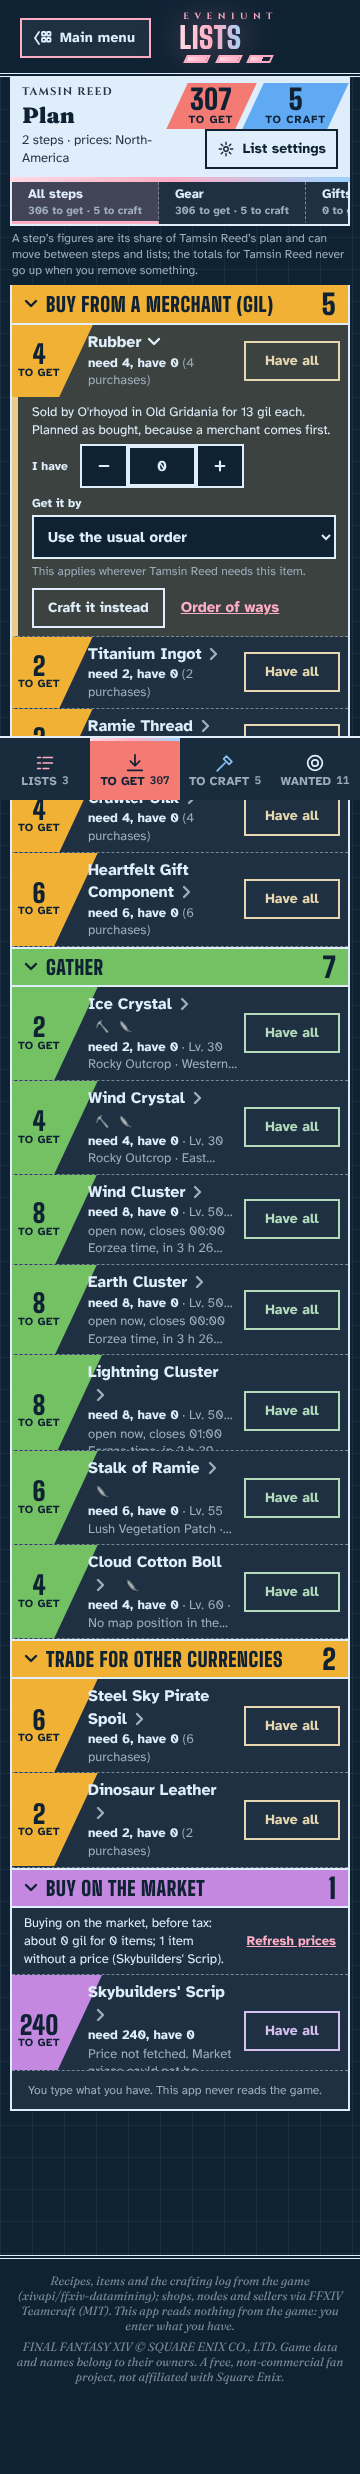 Main menu
EVENIUNT
LISTS
TAMSIN REED
Plan
2 steps · prices: North-
America
307
TO GET
5
TO CRAFT
List settings
All steps
306 to get · 5 to craft
Gear
306 to get · 5 to craft
Gifts
0 to
A step's figures are its share of Tamsin Reed's plan and can
move between steps and lists; the totals for Tamsin Reed never
go up when you remove something.
BUY FROM A MERCHANT (GIL) 5
4
TO GET
Rubber
need 4, have 0 (4
purchases)
Have all
Sold by O'rhoyod in Old Gridania for 13 gil each.
Planned as bought, because a merchant comes first.
I have
−
0
+
Get it by
Use the usual order
This applies wherever Tamsin Reed needs this item.
Craft it instead
Order of ways
2
TO GET
Titanium Ingot
need 2, have 0 (2
purchases)
Have all
Ramie Thread
LISTS 3
TO GET 307
TO CRAFT 5
WANTED 11
4
TO GET
need 4, have 0 (4
purchases)
Have all
6
TO GET
Heartfelt Gift
Component
need 6, have 0 (6
purchases)
Have all
GATHER 7
2
TO GET
Ice Crystal
need 2, have 0 · Lv. 30
Rocky Outcrop · Western...
Have all
4
TO GET
Wind Crystal
need 4, have 0 · Lv. 30
Rocky Outcrop · East...
Have all
8
TO GET
Wind Cluster
need 8, have 0 · Lv. 50...
open now, closes 00:00
Eorzea time, in 3 h 26...
Have all
8
TO GET
Earth Cluster
need 8, have 0 · Lv. 50...
open now, closes 00:00
Eorzea time, in 3 h 26...
Have all
8
TO GET
Lightning Cluster
need 8, have 0 · Lv. 50...
open now, closes 01:00
Have all
6
TO GET
Stalk of Ramie
need 6, have 0 · Lv. 55
Lush Vegetation Patch ·...
Have all
4
TO GET
Cloud Cotton Boll
need 4, have 0 · Lv. 60 ·
No map position in the...
Have all
TRADE FOR OTHER CURRENCIES 2
6
TO GET
Steel Sky Pirate
Spoil
need 6, have 0 (6
purchases)
Have all
2
TO GET
Dinosaur Leather
need 2, have 0 (2
purchases)
Have all
BUY ON THE MARKET 1
Buying on the market, before tax:
about 0 gil for 0 items; 1 item
without a price (Skybuilders' Scrip).
Refresh prices
240
TO GET
Skybuilders' Scrip
need 240, have 0
Price not fetched. Market
Have all
You type what you have. This app never reads the game.
Recipes, items and the crafting log from the game
(xivapi/ffxiv-datamining); shops, nodes and sellers via FFXIV
Teamcraft (MIT). This app reads nothing from the game: you
enter what you have.
FINAL FANTASY XIV © SQUARE ENIX CO., LTD. Game data
and names belong to their owners. A free, non-commercial fan
project, not affiliated with Square Enix.